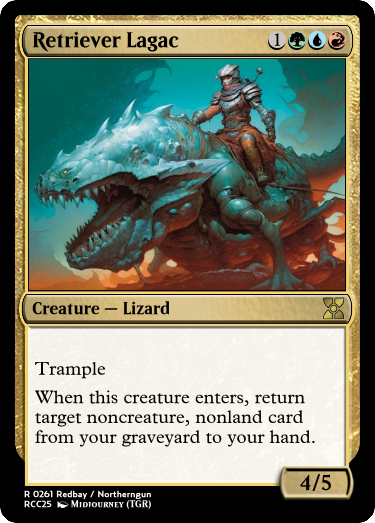 Retriever Lagac 1
Creature — Lizard
Trample
When this creature enters, return
target noncreature, nonland card
from your graveyard to your hand.
4/5
R 0261 Redbay / Northerngun
RCC25 Midjourney (TGR)